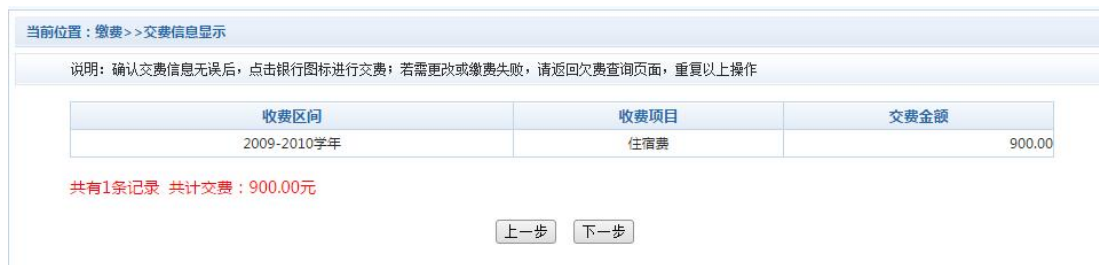 当前位置：缴费>>交费信息显示
说明：确认交费信息无误后，点击银行图标进行交费；若需更改或缴费失败，请返回欠费查询页面，重复以上操作
收费区间 收费项目 交费金额
2009-2010学年 住宿费 900.00
共有1条记录 共计交费：900.00元
上一步 下一步